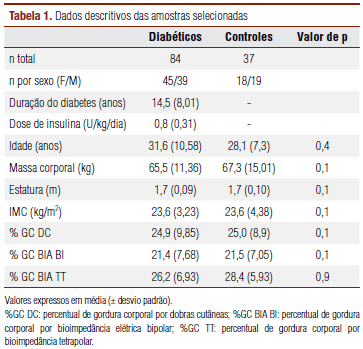 Tabela 1. Dados descritivos das amostras selecionadas
Diabéticos Controles Valor de p
n total 84 37
n por sexo (F/M) 45/39 18/19
Duração do diabetes (anos) 14,5 (8,01) -
Dose de insulina (U/kg/dia) 0,8 (0,31) -
Idade (anos) 31,6 (10,58) 28,1 (7,3) 0,4
Massa corporal (kg) 65,5 (11,36) 67,3 (15,01) 0,1
Estatura (m) 1,7 (0,09) 1,7 (0,10) 0,1
IMC (kg/m²) 23,6 (3,23) 23,6 (4,38) 0,1
% GC DC 24,9 (9,85) 25,0 (8,9) 0,1
% GC BIA BI 21,4 (7,68) 21,5 (7,05) 0,1
% GC BIA TT 26,2 (6,93) 28,4 (5,93) 0,9
Valores expressos em média (± desvio padrão).
%GC DC: percentual de gordura corporal por dobras cutâneas; %GC BIA BI: percentual de gordura
corporal por bioimpedância elétrica bipolar; %GC TT: percentual de gordura corporal por
bioimpedância tetrapolar.